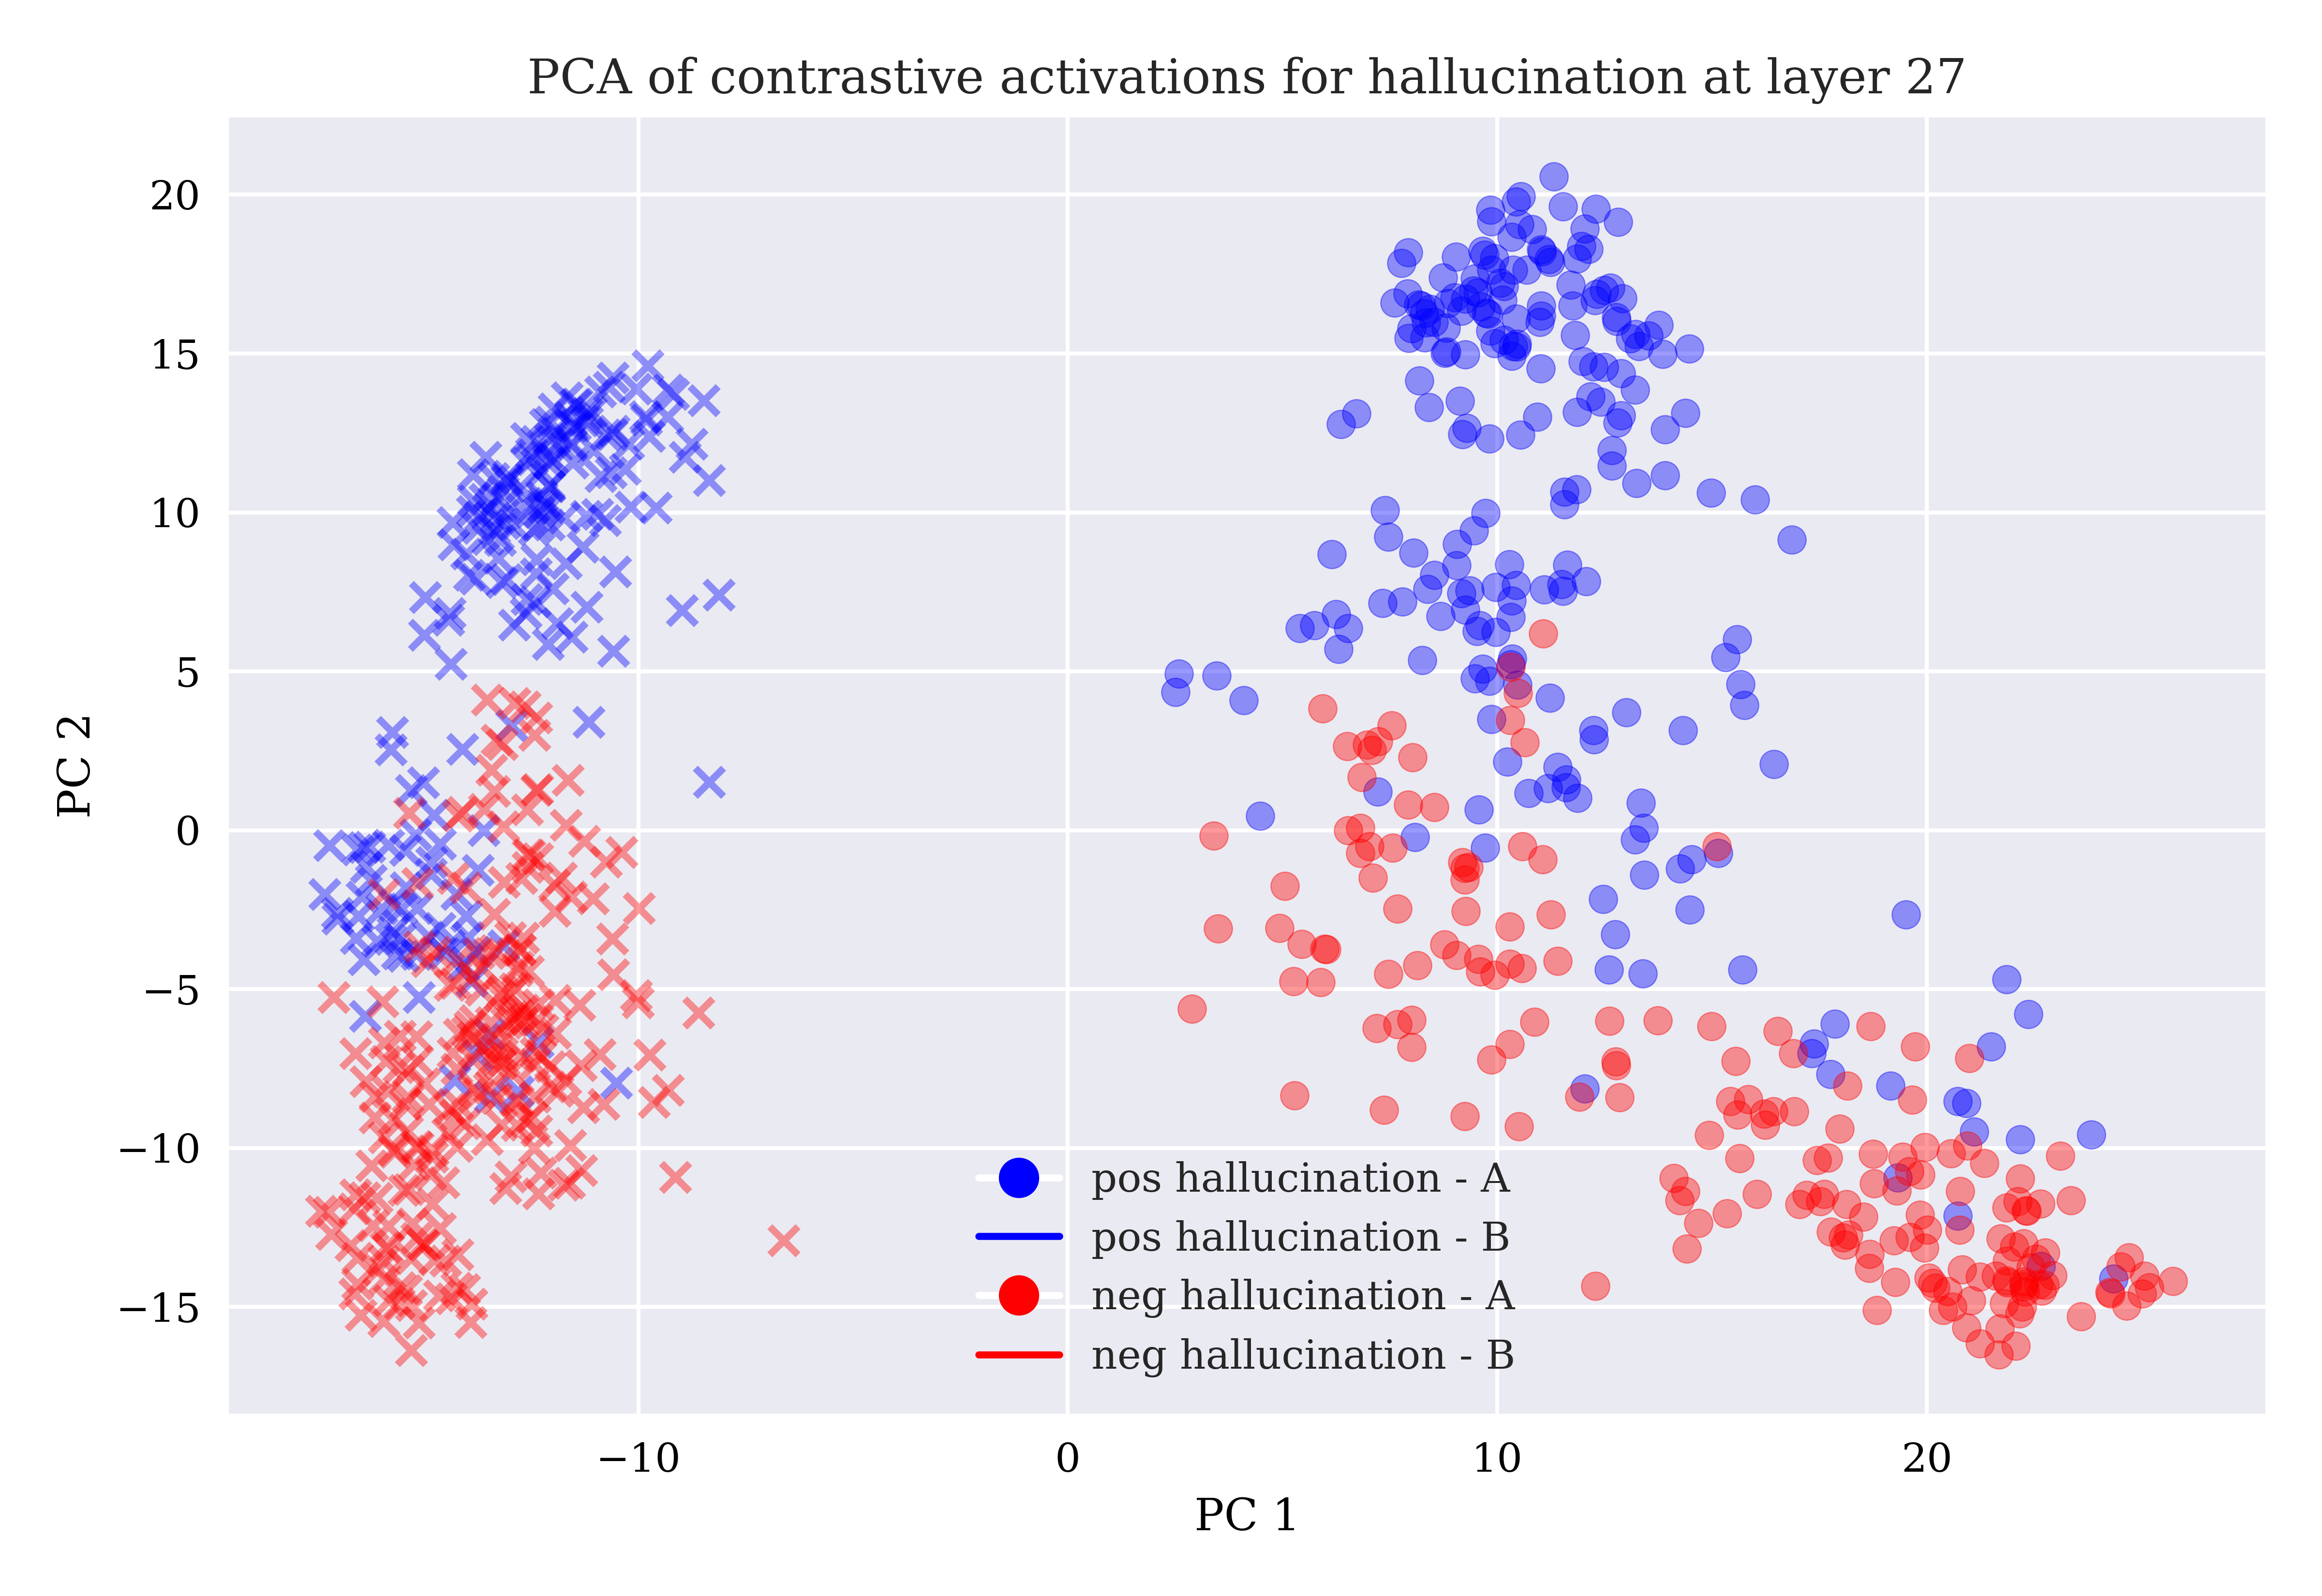 PCA of contrastive activations for hallucination at layer 27
PC 2
20
15
10
5
0
−5
−10
−15
pos hallucination - A
pos hallucination - B
neg hallucination - A
neg hallucination - B
−10 0 10 20
PC 1